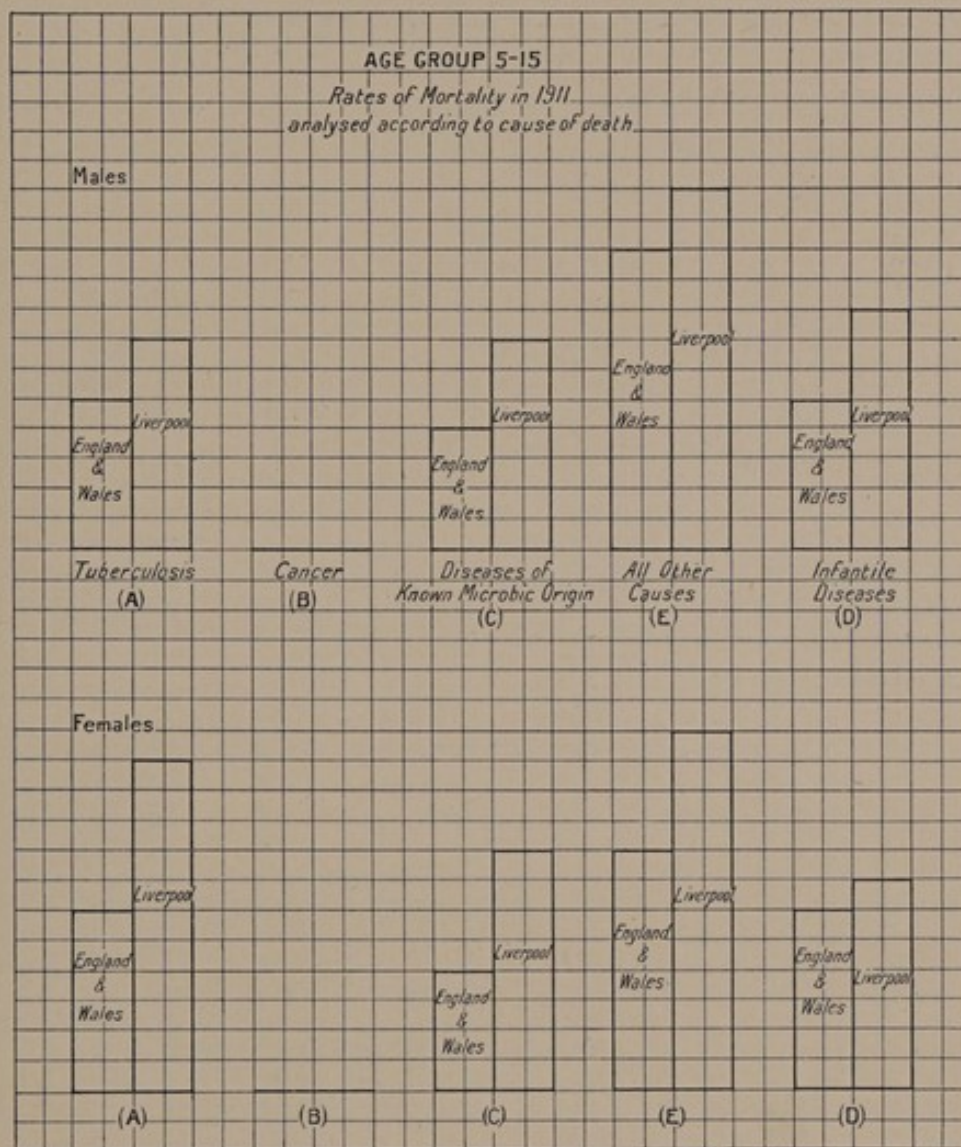 AGE GROUP 5-15
Rates of Mortality in 1911
analysed according to cause of death
Males
England
&
Wales
Liverpool
England
&
Wales
Liverpool
England
&
Wales
Liverpool
England
&
Wales
Liverpool
Tuberculosis
(A)
Cancer
(B)
Diseases of
Known Microbic Origin
(C)
All Other
Causes
(E)
Infantile
Diseases
(D)
Females
England
&
Wales
Liverpool
England
&
Wales
Liverpool
England
&
Wales
Liverpool
England
&
Wales
Liverpool
(A)
(B)
(C)
(E)
(D)